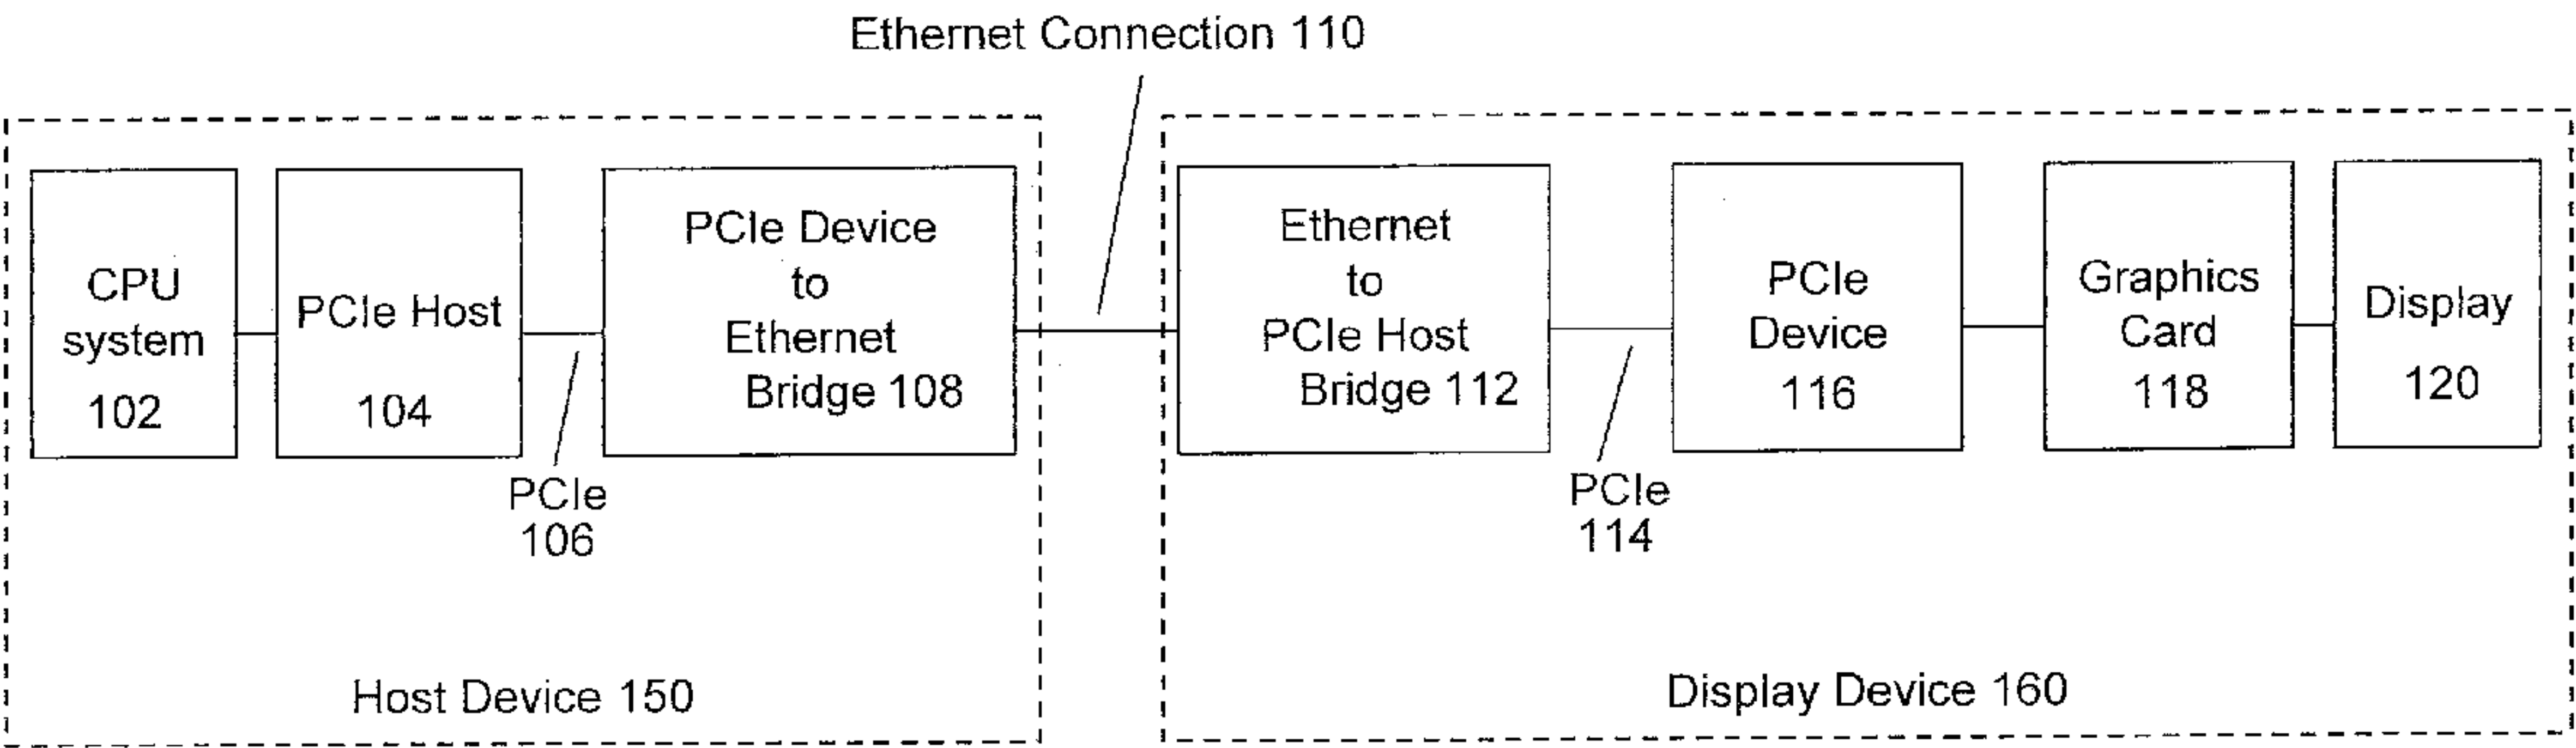 Ethernet Connection 110
CPU
system
102
PCIe Host
104
PCIe
106
PCIe Device
to
Ethernet
Bridge 108
Ethernet
to
PCIe Host
Bridge 112
PCIe
114
PCIe
Device
116
Graphics
Card
118
Display
120
Host Device 150
Display Device 160